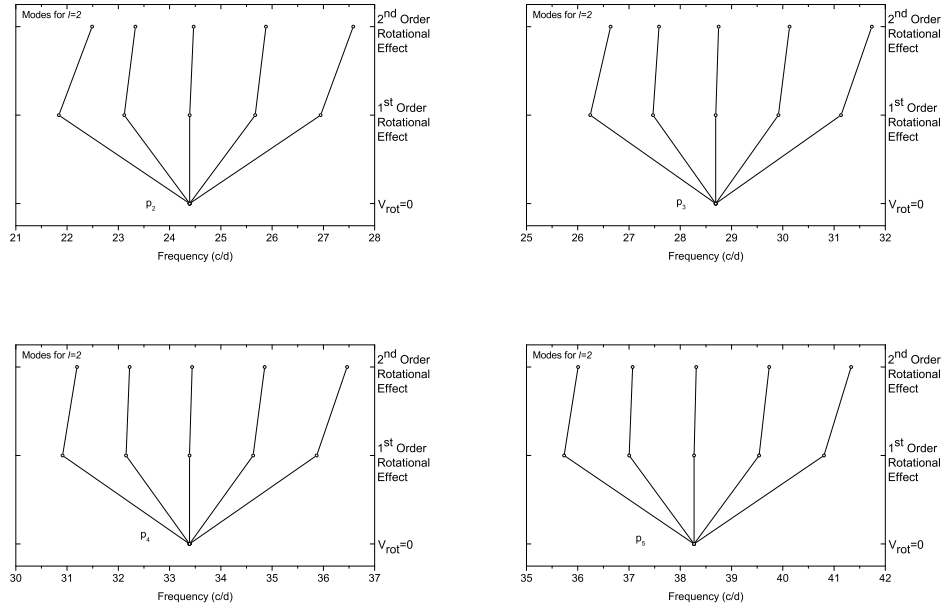 Modes for l=2
2nd Order
Rotational
Effect
1st Order
Rotational
Effect
p2
Vrot=0
21 22 23 24 25 26 27 28
Frequency (c/d)
Modes for l=2
2nd Order
Rotational
Effect
1st Order
Rotational
Effect
p3
Vrot=0
25 26 27 28 29 30 31 32
Frequency (c/d)
Modes for l=2
2nd Order
Rotational
Effect
1st Order
Rotational
Effect
p4
Vrot=0
30 31 32 33 34 35 36 37
Frequency (c/d)
Modes for l=2
2nd Order
Rotational
Effect
1st Order
Rotational
Effect
p5
Vrot=0
35 36 37 38 39 40 41 42
Frequency (c/d)